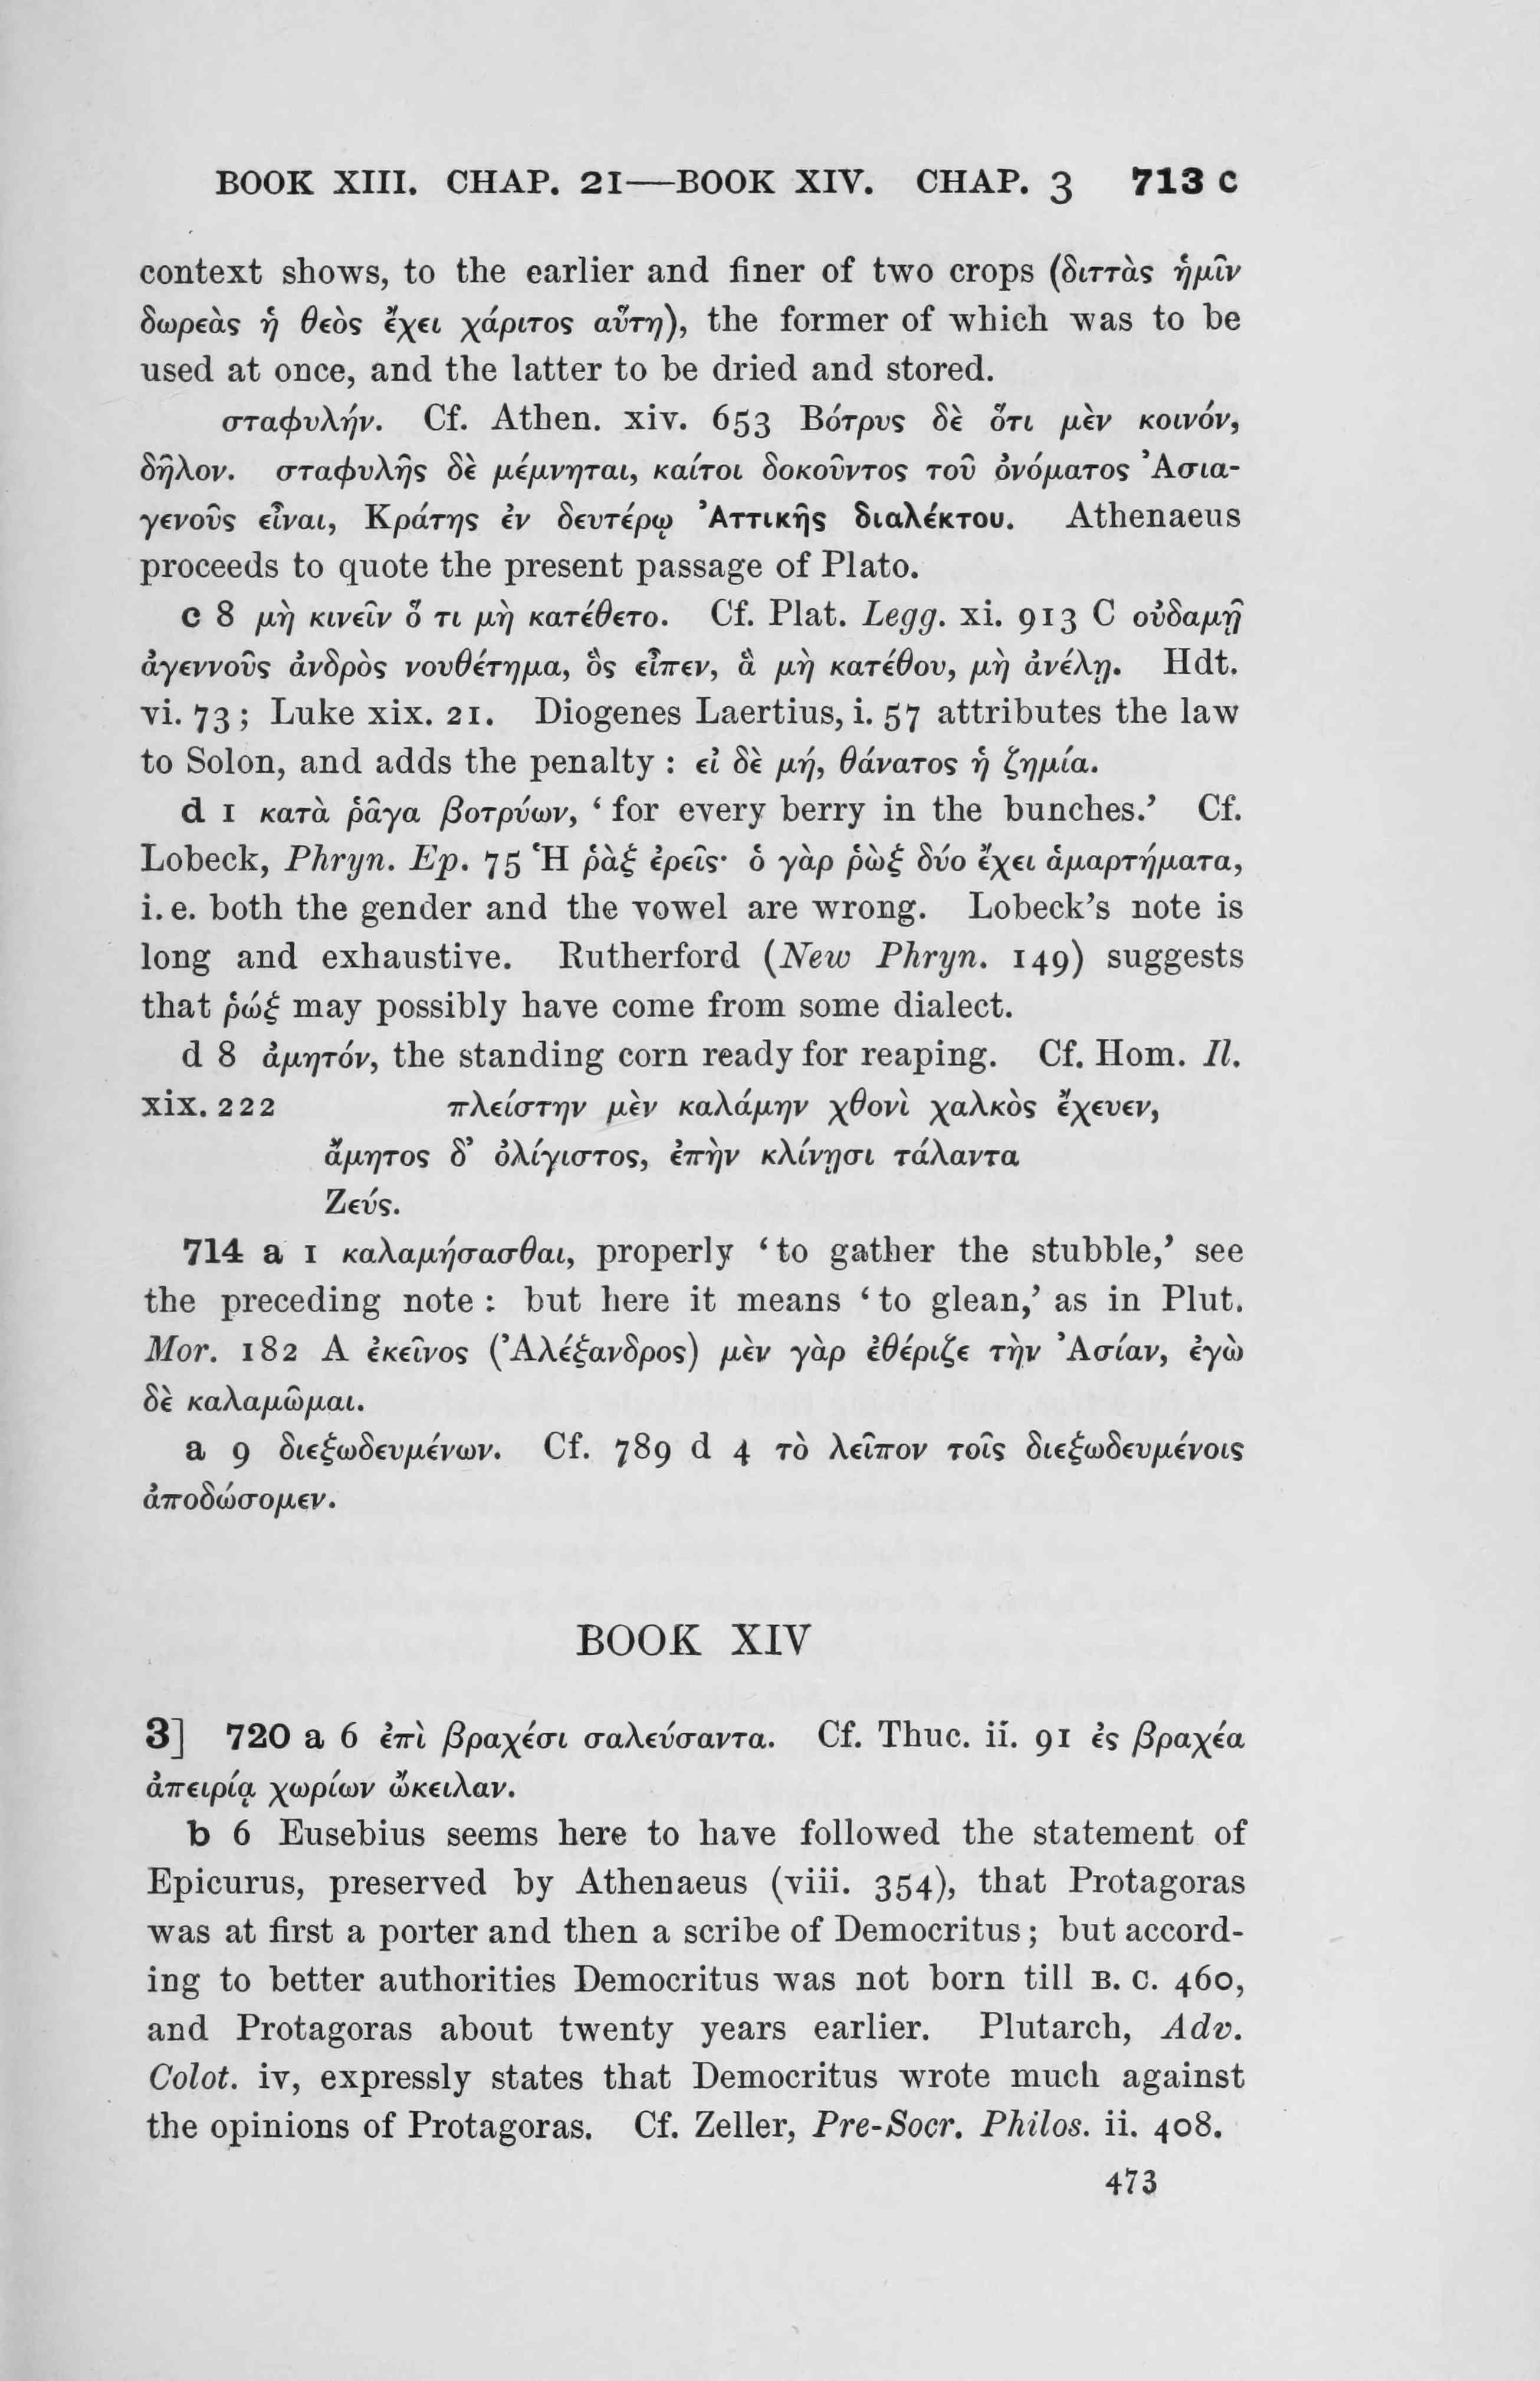 BOOK XIII. CHAP. 21—BOOK XIV. CHAP. 3 713 c
context shows, to the earlier and finer of two crops (διττὰς ἡμῖν
δωρεὰς ἡ θεὸς ἔχει χάριτος αὕτη), the former of which was to be
used at once, and the latter to be dried and stored.
σταφυλήν. Cf. Athen. xiv. 653 Βότρυς δὲ ὅτι μὲν κοινόν,
δῆλον. σταφυλῆς δὲ μέμνηται, καίτοι δοκοῦντος τοῦ ὀνόματος Ἀσια-
γενοῦς εἶναι, Κράτης ἐν δευτέρῳ Ἀττικῆς διαλέκτου. Athenaeus
proceeds to quote the present passage of Plato.
c 8 μὴ κινεῖν ὅ τι μὴ κατέθετο. Cf. Plat. Legg. xi. 913 C οὐδαμῇ
ἀγεννοῦς ἀνδρὸς νουθέτημα, ὃς εἶπεν, ἃ μὴ κατέθου, μὴ ἀνέλῃ. Hdt.
vi. 73; Luke xix. 21. Diogenes Laertius, i. 57 attributes the law
to Solon, and adds the penalty : εἰ δὲ μή, θάνατος ἡ ζημία.
d 1 κατὰ ῥᾶγα βοτρύων, ‘ for every berry in the bunches.’ Cf.
Lobeck, Phryn. Ep. 75 Ἡ ῥὰξ ἐρεῖς· ὁ γὰρ ῥὼξ δύο ἔχει ἁμαρτήματα,
i. e. both the gender and the vowel are wrong. Lobeck’s note is
long and exhaustive. Rutherford (New Phryn. 149) suggests
that ῥώξ may possibly have come from some dialect.
d 8 ἀμητόν, the standing corn ready for reaping. Cf. Hom. Il.
xix. 222 πλείστην μὲν καλάμην χθονὶ χαλκὸς ἔχευεν,
ἄμητος δ’ ὀλίγιστος, ἐπὴν κλίνῃσι τάλαντα
Ζεύς.
714 a 1 καλαμήσασθαι, properly ‘to gather the stubble,’ see
the preceding note : but here it means ‘to glean,’ as in Plut.
Mor. 182 A ἐκεῖνος (Ἀλέξανδρος) μὲν γὰρ ἐθέριζε τὴν Ἀσίαν, ἐγὼ
δὲ καλαμῶμαι.
a 9 διεξωδευμένων. Cf. 789 d 4 τὸ λεῖπον τοῖς διεξωδευμένοις
ἀποδώσομεν.
BOOK XIV
3] 720 a 6 ἐπὶ βραχέσι σαλεύσαντα. Cf. Thuc. ii. 91 ἐς βραχέα
ἀπειρίᾳ χωρίων ὤκειλαν.
b 6 Eusebius seems here to have followed the statement of
Epicurus, preserved by Athenaeus (viii. 354), that Protagoras
was at first a porter and then a scribe of Democritus; but accord-
ing to better authorities Democritus was not born till B. C. 460,
and Protagoras about twenty years earlier. Plutarch, Adv.
Colot. iv, expressly states that Democritus wrote much against
the opinions of Protagoras. Cf. Zeller, Pre-Socr. Philos. ii. 408.
473